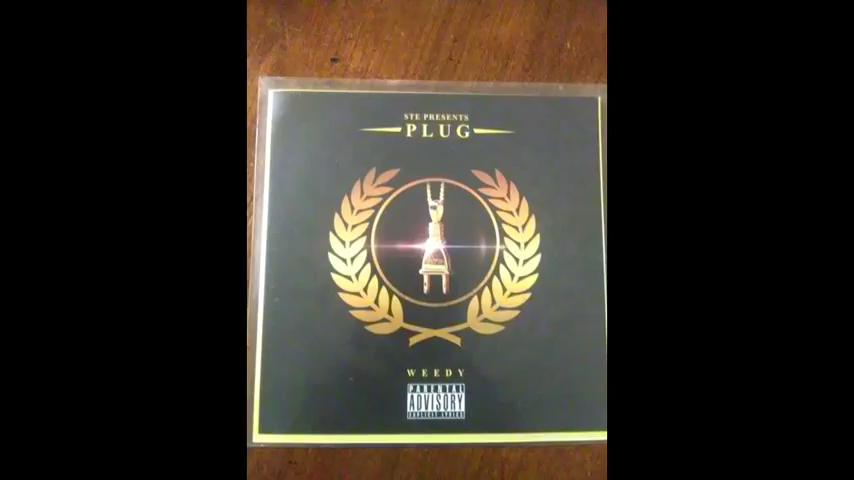 STE PRESENTS
PLUG
WEEDY
PARENTAL
ADVISORY
EXPLICIT LYRICS